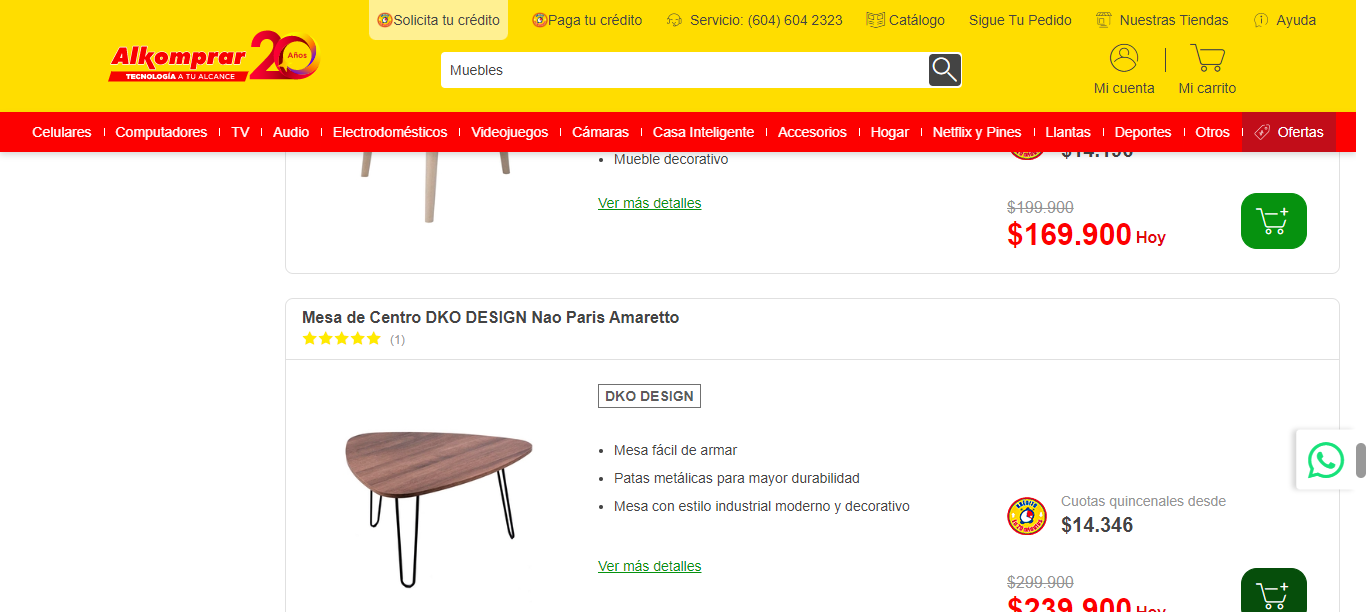 Solicita tu crédito
Paga tu crédito
Servicio: (604) 604 2323
Catálogo
Sigue Tu Pedido
Nuestras Tiendas
Ayuda
Alkomprar 20 Años
TECNOLOGÍA A TU ALCANCE
Muebles
Mi cuenta
Mi carrito
Celulares
Computadores
TV
Audio
Electrodomésticos
Videojuegos
Cámaras
Casa Inteligente
Accesorios
Hogar
Netflix y Pines
Llantas
Deportes
Otros
Ofertas
Mueble decorativo
Ver más detalles
$199.900
$169.900 Hoy
Mesa de Centro DKO DESIGN Nao Paris Amaretto
(1)
DKO DESIGN
Mesa fácil de armar
Patas metálicas para mayor durabilidad
Mesa con estilo industrial moderno y decorativo
Cuotas quincenales desde
$14.346
Ver más detalles
$299.900
$239.900 Hoy